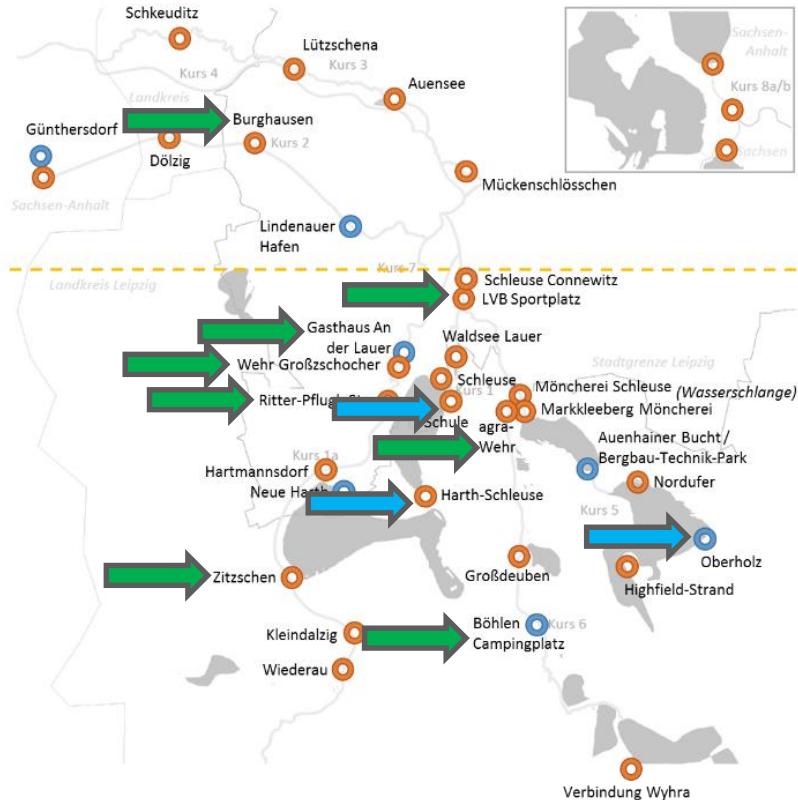 Schkeuditz
Lützschena
Kurs 3
Kurs 4
Auensee
Landkreis
Burghausen
Günthersdorf
Kurs 2
Dölzig
Sachsen-Anhalt
Mückenschlösschen
Lindenauer
Hafen
Sachsen-
Anhalt
Kurs 8a/b
Sachsen
Kurs 7
Landkreis Leipzig
Schleuse Connewitz
LVB Sportplatz
Gasthaus An
der Lauer
Waldsee Lauer
Wehr Großzschocher
Stadtgrenze Leipzig
Schleuse
Kurs 1
Möncherei Schleuse
(Wasserschlange)
Ritter-Pflugk-
Markkleeberg Möncherei
Schule
agra-
Wehr
Auenhainer Bucht /
Bergbau-Technik-Park
Kurs 1a
Hartmannsdorf
Neue Harth
Nordufer
Harth-Schleuse
Kurs 5
Oberholz
Großdeuben
Highfield-Strand
Zitzschen
Kleindalzig
Böhlen
Campingplatz
Kurs 6
Wiederau
Verbindung Wyhra